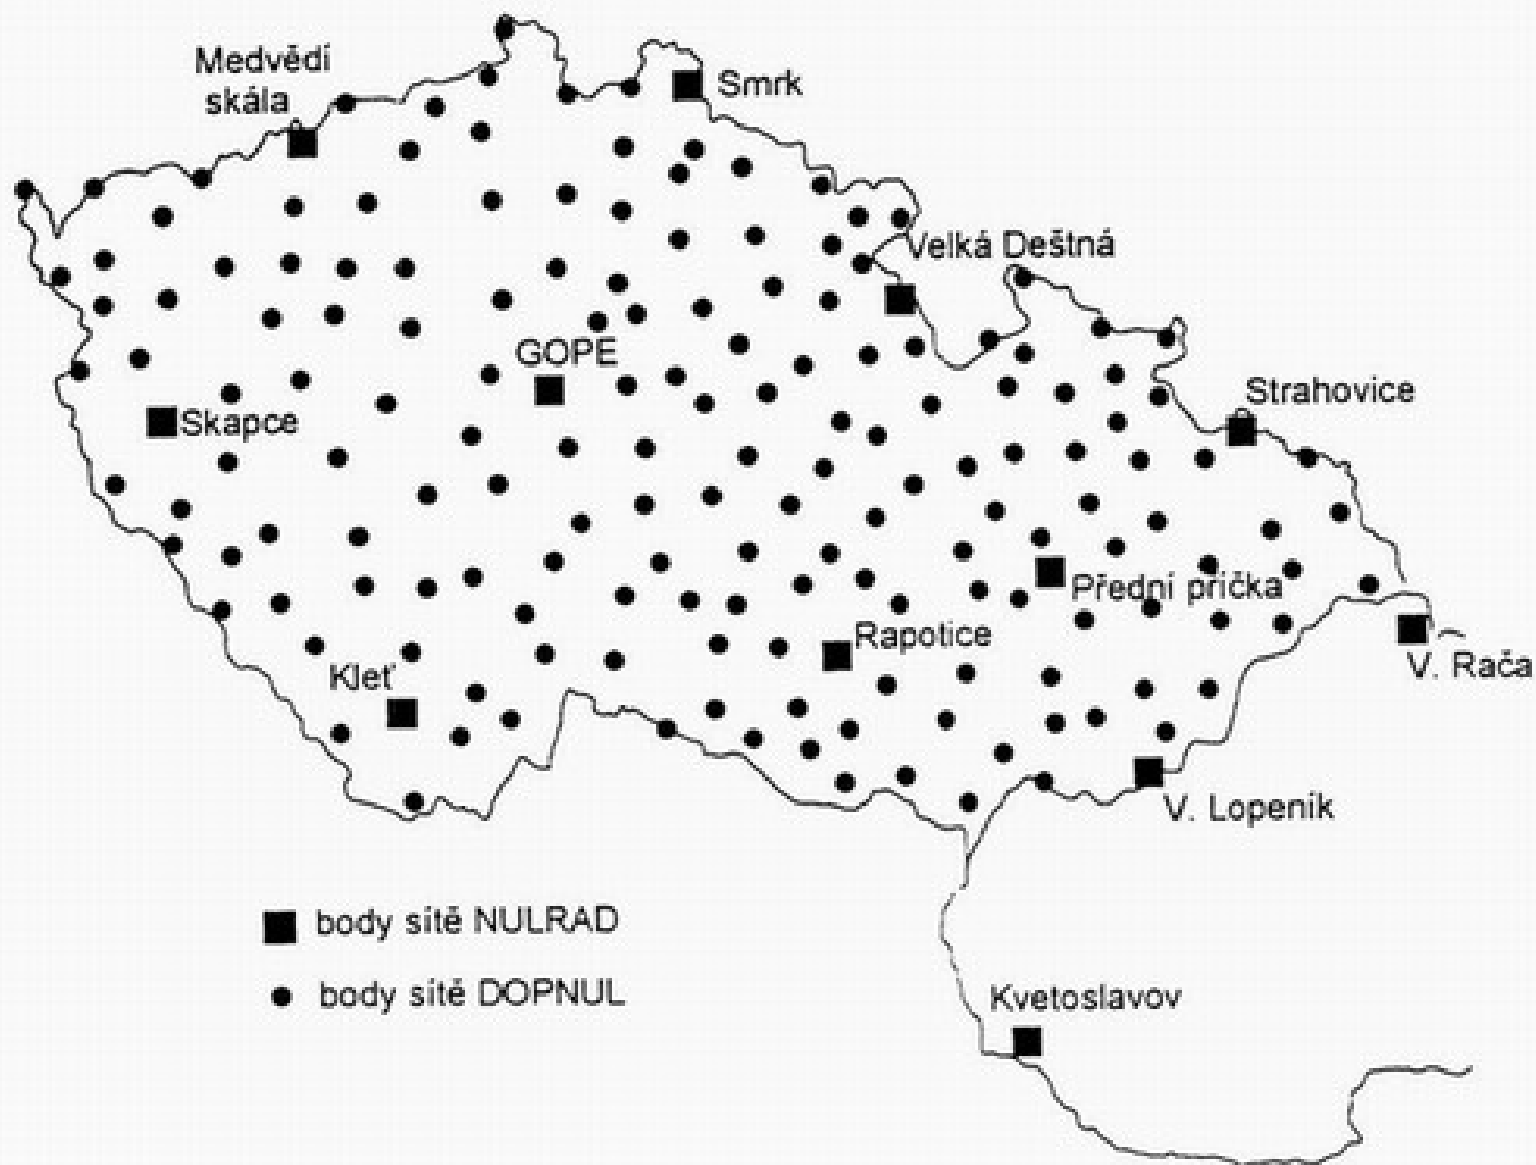 Medvědí
skála
Smrk
Velká Deštná
GOPE
Strahovice
Skapce
Přední příčka
Rapotice
V. Rača
Kleť
V. Lopeník
body sítě NULRAD
body sítě DOPNUL
Kvetoslavov